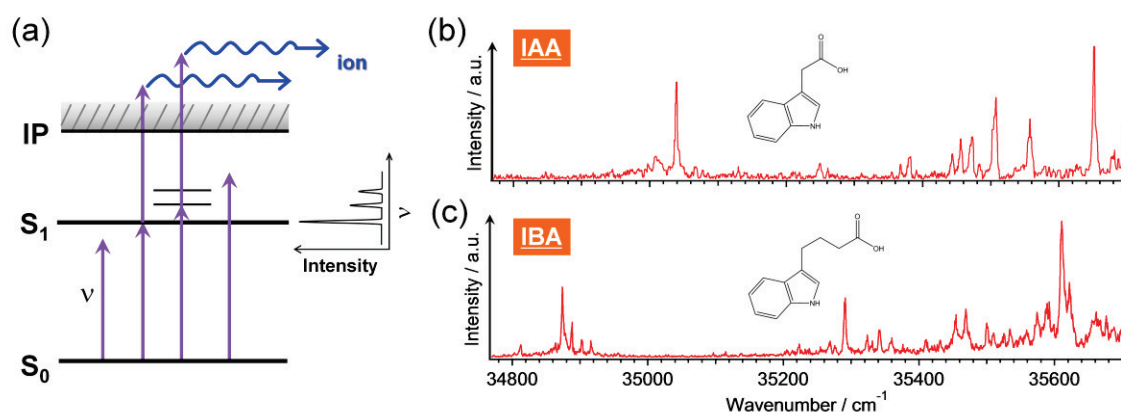 (a)
ion
IP
S1
ν
Intensity
ν
S0
(b)
IAA
Intensity / a.u.
O
OH
NH
(c)
IBA
Intensity / a.u.
O
OH
NH
34800 35000 35200 35400 35600
Wavenumber / cm-1